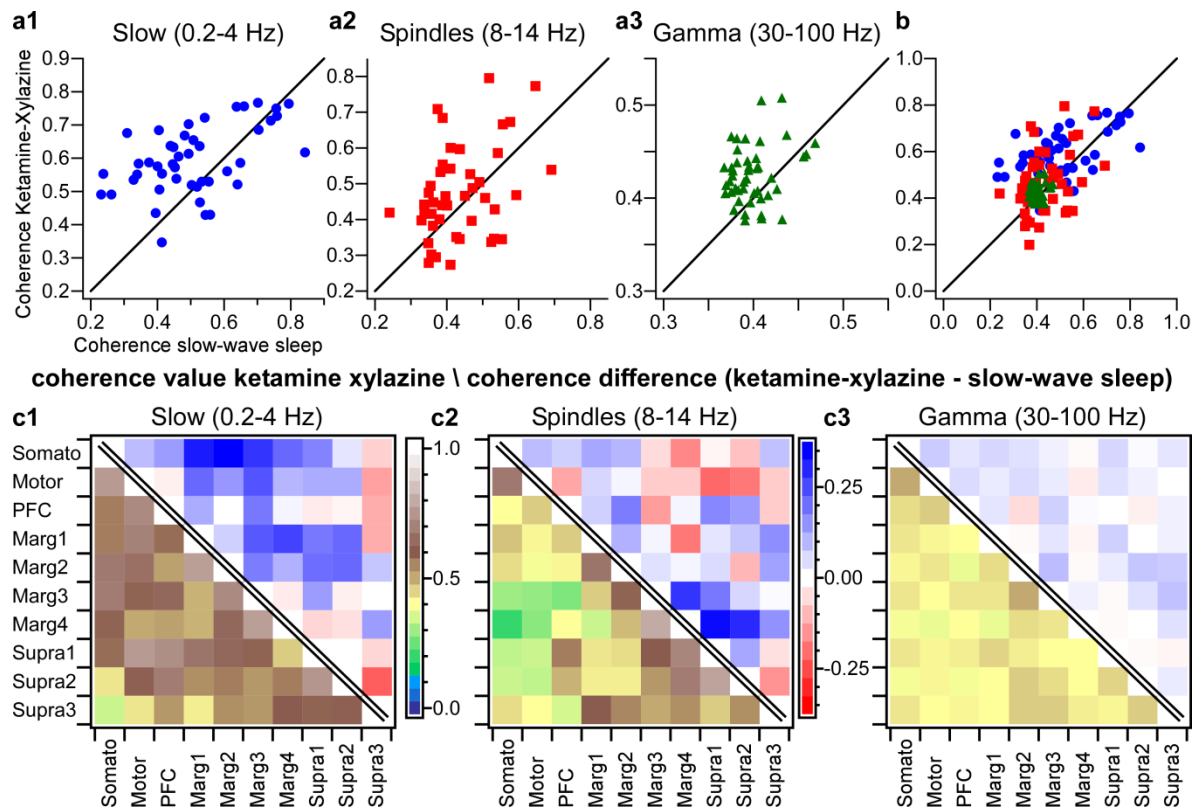 a1 a2 a3 b
Slow (0.2-4 Hz) Spindles (8-14 Hz) Gamma (30-100 Hz)
Coherence Ketamine-Xylazine
0.9
0.8
0.7
0.6
0.5
0.4
0.3
0.2
0.2 0.4 0.6 0.8
Coherence slow-wave sleep
0.8
0.7
0.6
0.5
0.4
0.3
0.2
0.2 0.4 0.6 0.8
0.5
0.4
0.3
0.3 0.4 0.5
1.0
0.8
0.6
0.4
0.2
0.0
0.0 0.2 0.4 0.6 0.8 1.0
coherence value ketamine xylazine \ coherence difference (ketamine-xylazine - slow-wave sleep)
c1 Slow (0.2-4 Hz) c2 Spindles (8-14 Hz) c3 Gamma (30-100 Hz)
Somato
Motor
PFC
Marg1
Marg2
Marg3
Marg4
Supra1
Supra2
Supra3
1.0
0.5
0.0
0.25
0.00
-0.25
Somato Motor PFC Marg1 Marg2 Marg3 Marg4 Supra1 Supra2 Supra3
Somato Motor PFC Marg1 Marg2 Marg3 Marg4 Supra1 Supra2 Supra3
Somato Motor PFC Marg1 Marg2 Marg3 Marg4 Supra1 Supra2 Supra3